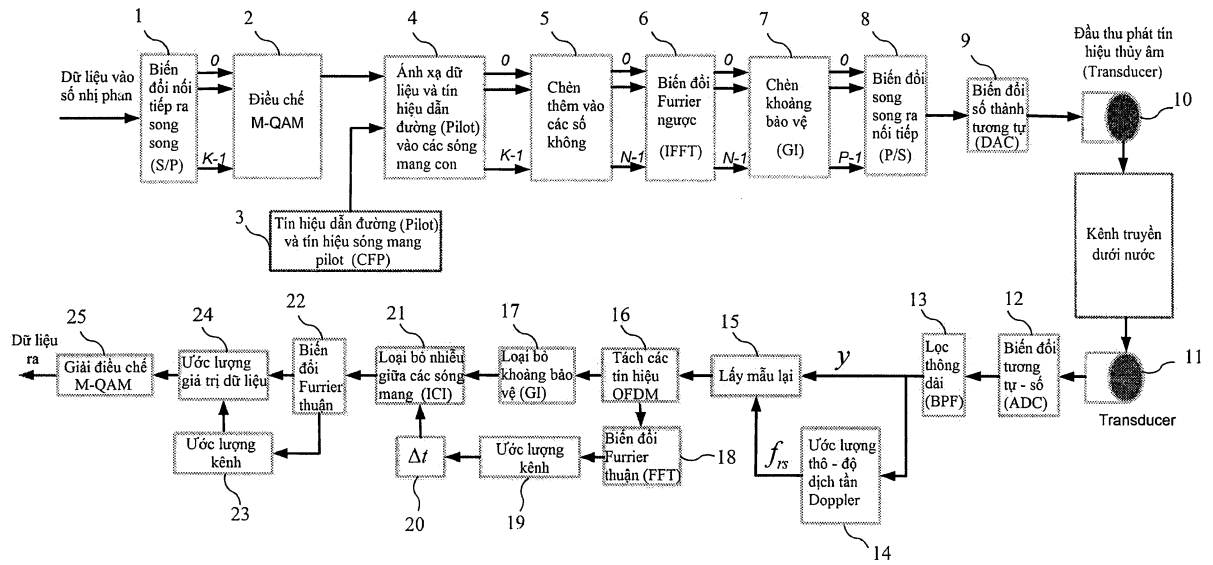 1
2
4
5
6
7
8
9
Đầu thu phát tín
hiệu thủy âm
(Transducer)
10
Dữ liệu vào
số nhị phân
Biến
đổi nối
tiếp ra
song
song
(S/P)
0
K-1
Điều chế
M-QAM
Ánh xạ dữ
liệu và tín
hiệu dẫn
đường (Pilot)
vào các sóng
mang con
0
K-1
Chèn
thêm vào
các số
không
0
N-1
Biến đổi
Furrier
ngược
(IFFT)
0
N-1
Chèn
khoảng
bảo vệ
(GI)
0
P-1
Biến đổi
song
song ra
nối tiếp
(P/S)
Biến đổi
số thành
tương tự
(DAC)
3
Tín hiệu dẫn đường (Pilot)
và tín hiệu sóng mang
pilot (CFP)
Kênh truyền
dưới nước
25
24
22
21
17
16
15
13
12
11
Dữ liệu
ra
Giải điều chế
M-QAM
Ước lượng
giá trị dữ liệu
Biến
đổi
Furrier
thuận
Loại bỏ nhiễu
giữa các sóng
mang (ICI)
Loại bỏ
khoảng bảo
vệ (GI)
Tách các
tín hiệu
OFDM
Lấy mẫu lại
y
Lọc
thông
dải
(BPF)
Biến đổi
tương
tự - số
(ADC)
Transducer
Ước lượng
kênh
23
Δt
20
Ước lượng
kênh
19
Biến đổi
Furrier
thuận (FFT)
18
frs
Ước lượng
thô - độ
dịch tần
Doppler
14